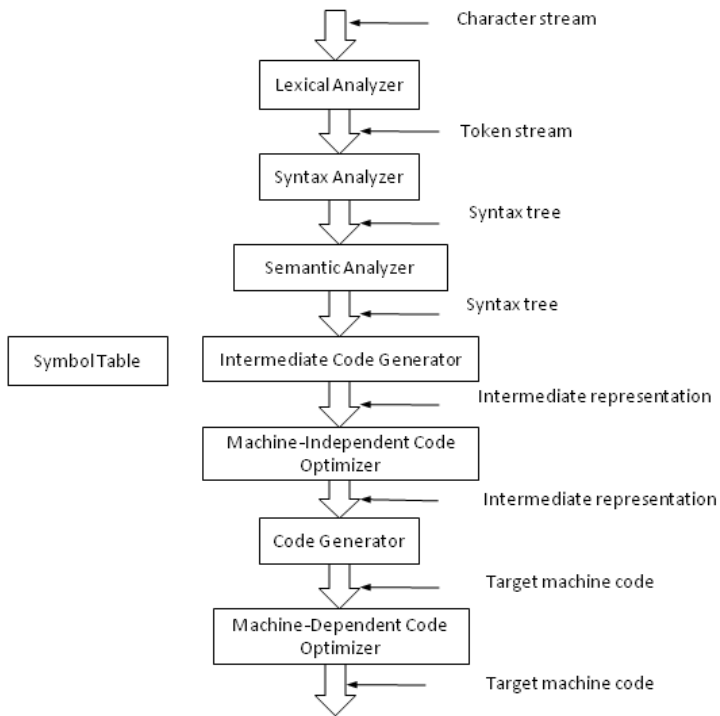 Character stream
Lexical Analyzer
Token stream
Syntax Analyzer
Syntax tree
Semantic Analyzer
Syntax tree
Symbol Table
Intermediate Code Generator
Intermediate representation
Machine-Independent Code
Optimizer
Intermediate representation
Code Generator
Target machine code
Machine-Dependent Code
Optimizer
Target machine code